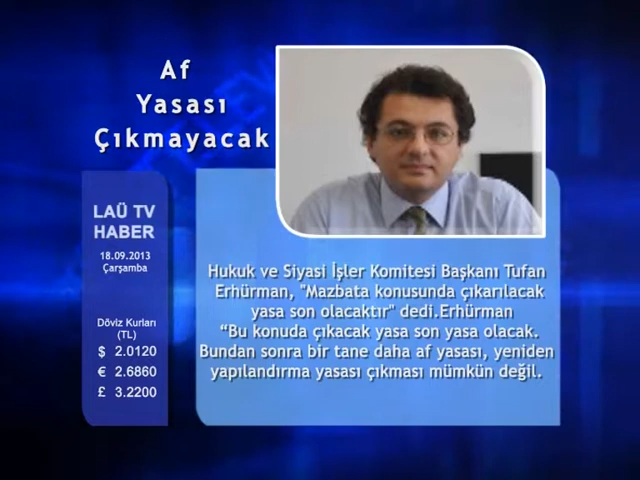 Af
Yasası
Çıkmayacak
LAÜ TV
HABER
18.09.2013
Çarşamba
Döviz Kurları
(TL)
$ 2.0120
€ 2.6860
£ 3.2200
Hukuk ve Siyasi İşler Komitesi Başkanı Tufan
Erhürman, "Mazbata konusunda çıkarılacak
yasa son olacaktır" dedi.Erhürman
“Bu konuda çıkacak yasa son yasa olacak.
Bundan sonra bir tane daha af yasası, yeniden
yapılandırma yasası çıkması mümkün değil.